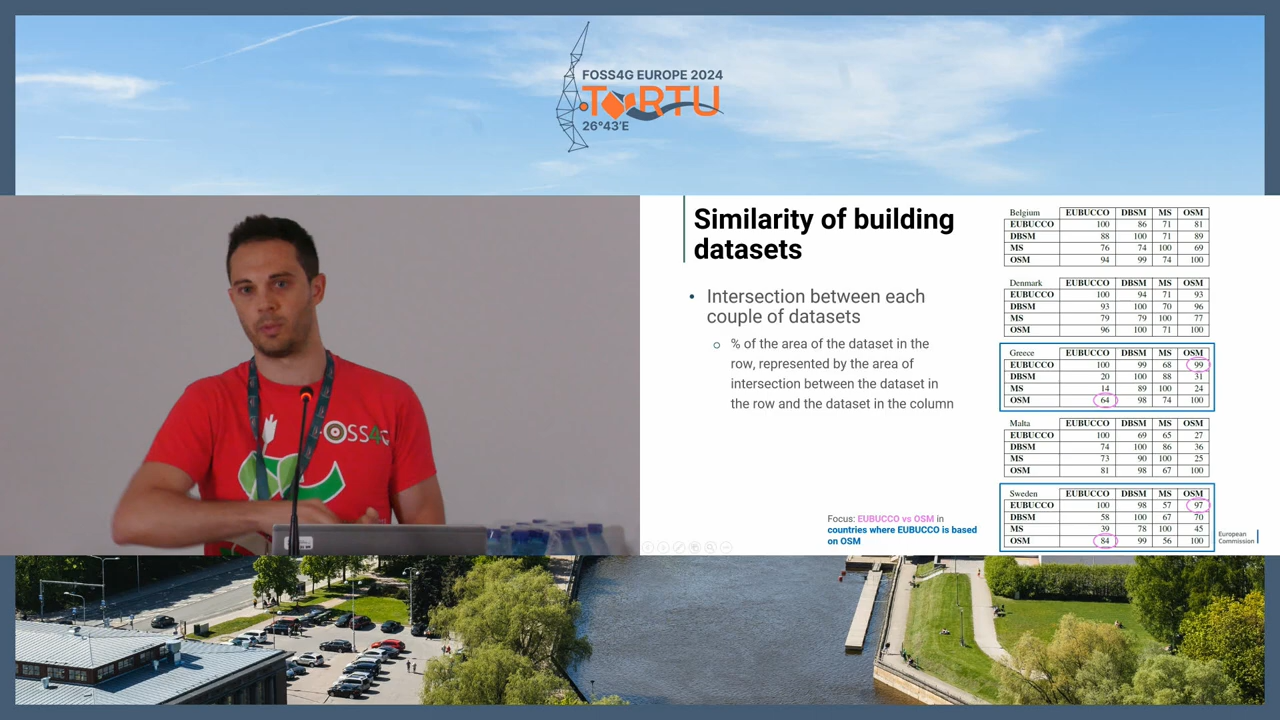 FOSS4G EUROPE 2024
TORTU
26°43'E
OSS4G
Similarity of building
datasets
• Intersection between each
couple of datasets
○ % of the area of the dataset in the
row, represented by the area of
intersection between the dataset in
the row and the dataset in the column
Focus: EUBUCCO vs OSM in
countries where EUBUCCO is based
on OSM
Belgium EUBUCCO DBSM MS OSM
EUBUCCO 100 86 71 81
DBSM 88 100 71 89
MS 76 74 100 69
OSM 94 99 74 100
Denmark EUBUCCO DBSM MS OSM
EUBUCCO 100 94 71 93
DBSM 93 100 70 96
MS 79 79 100 77
OSM 96 100 71 100
Greece EUBUCCO DBSM MS OSM
EUBUCCO 100 99 68 99
DBSM 20 100 88 31
MS 14 89 100 24
OSM 64 98 74 100
Malta EUBUCCO DBSM MS OSM
EUBUCCO 100 69 65 27
DBSM 74 100 86 36
MS 73 90 100 25
OSM 81 98 67 100
Sweden EUBUCCO DBSM MS OSM
EUBUCCO 100 98 57 97
DBSM 58 100 67 70
MS 39 78 100 45
OSM 84 99 56 100
European
Commission